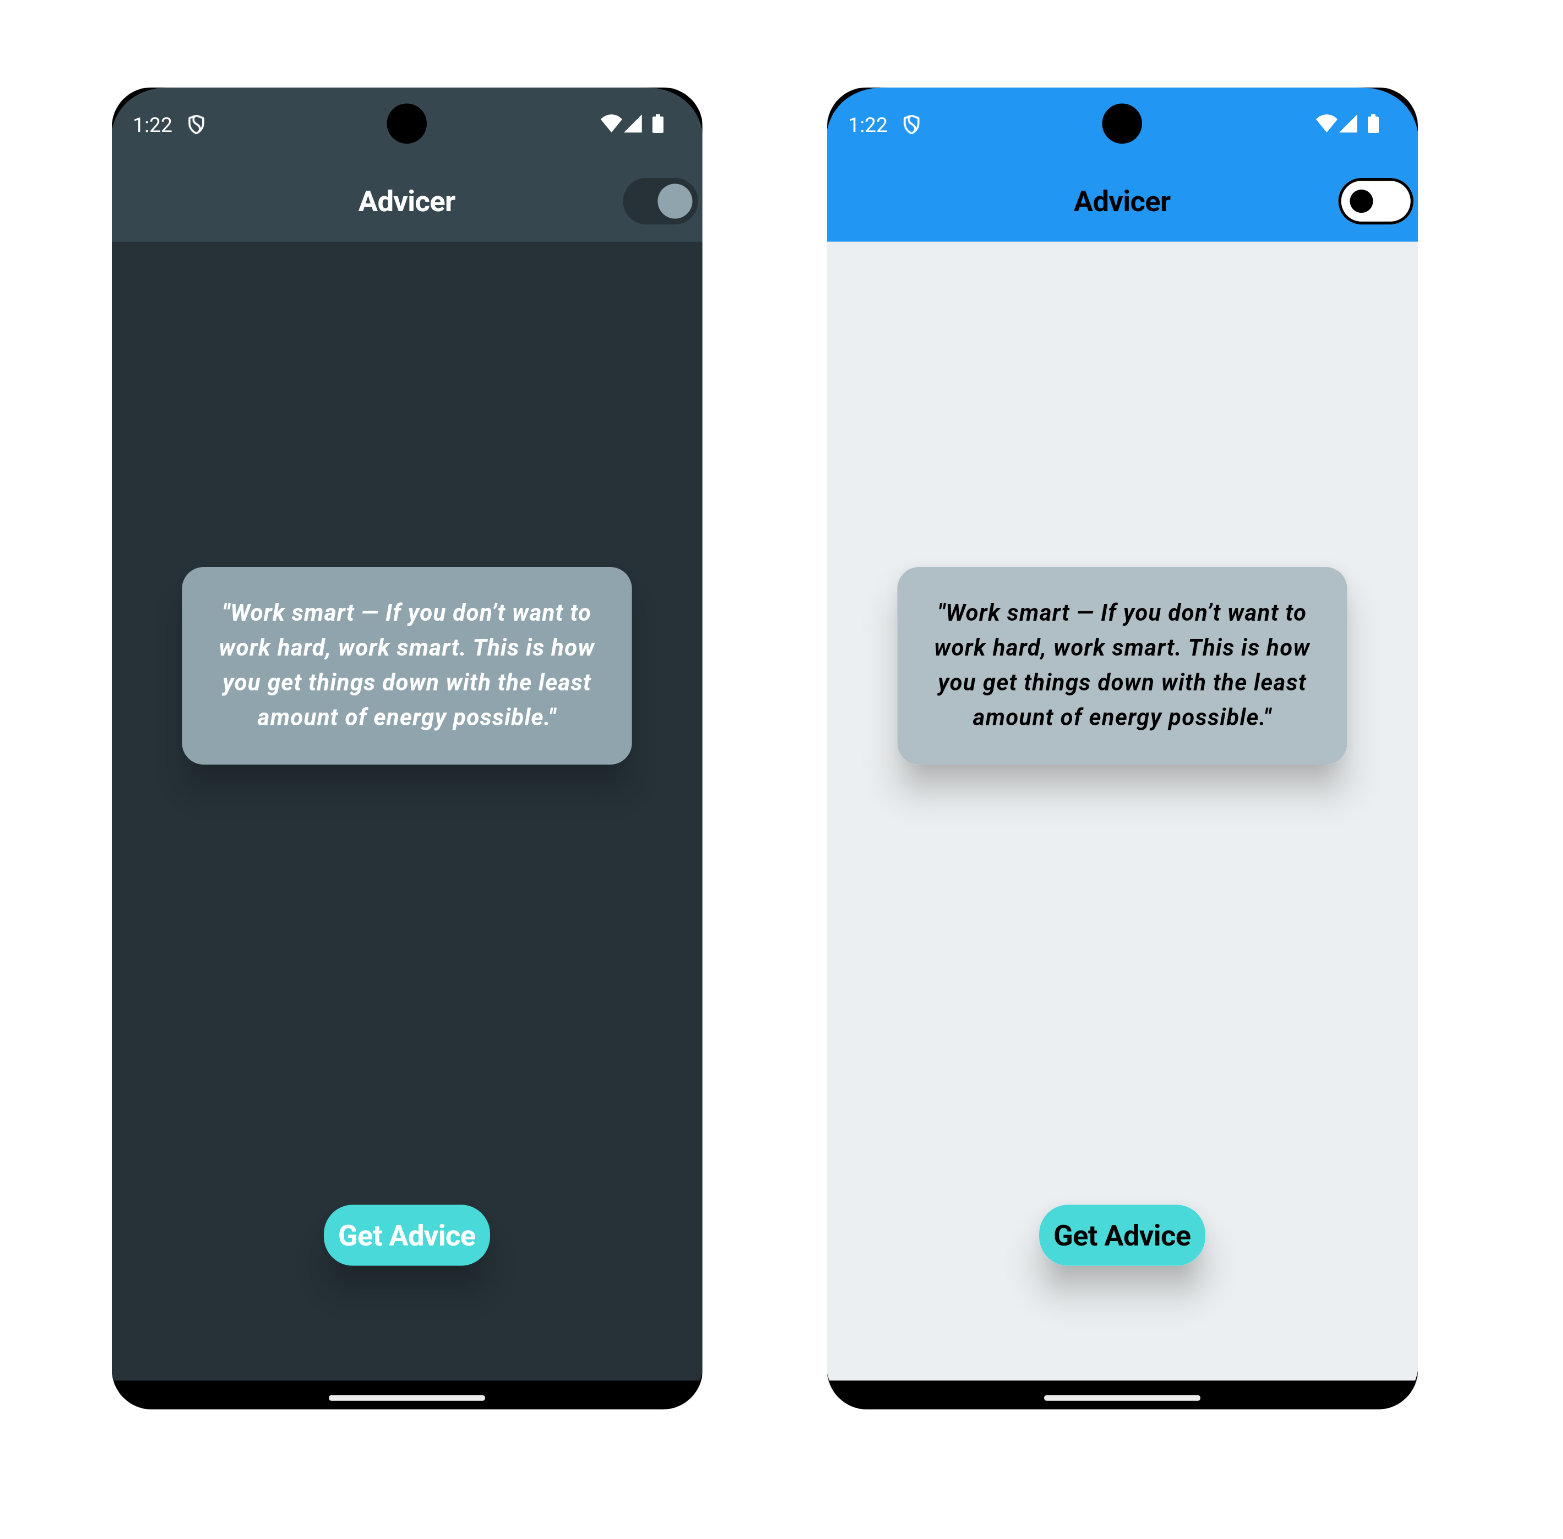 1:22
Advicer
"Work smart — If you don’t want to
work hard, work smart. This is how
you get things down with the least
amount of energy possible."
Get Advice
1:22
Advicer
"Work smart — If you don’t want to
work hard, work smart. This is how
you get things down with the least
amount of energy possible."
Get Advice